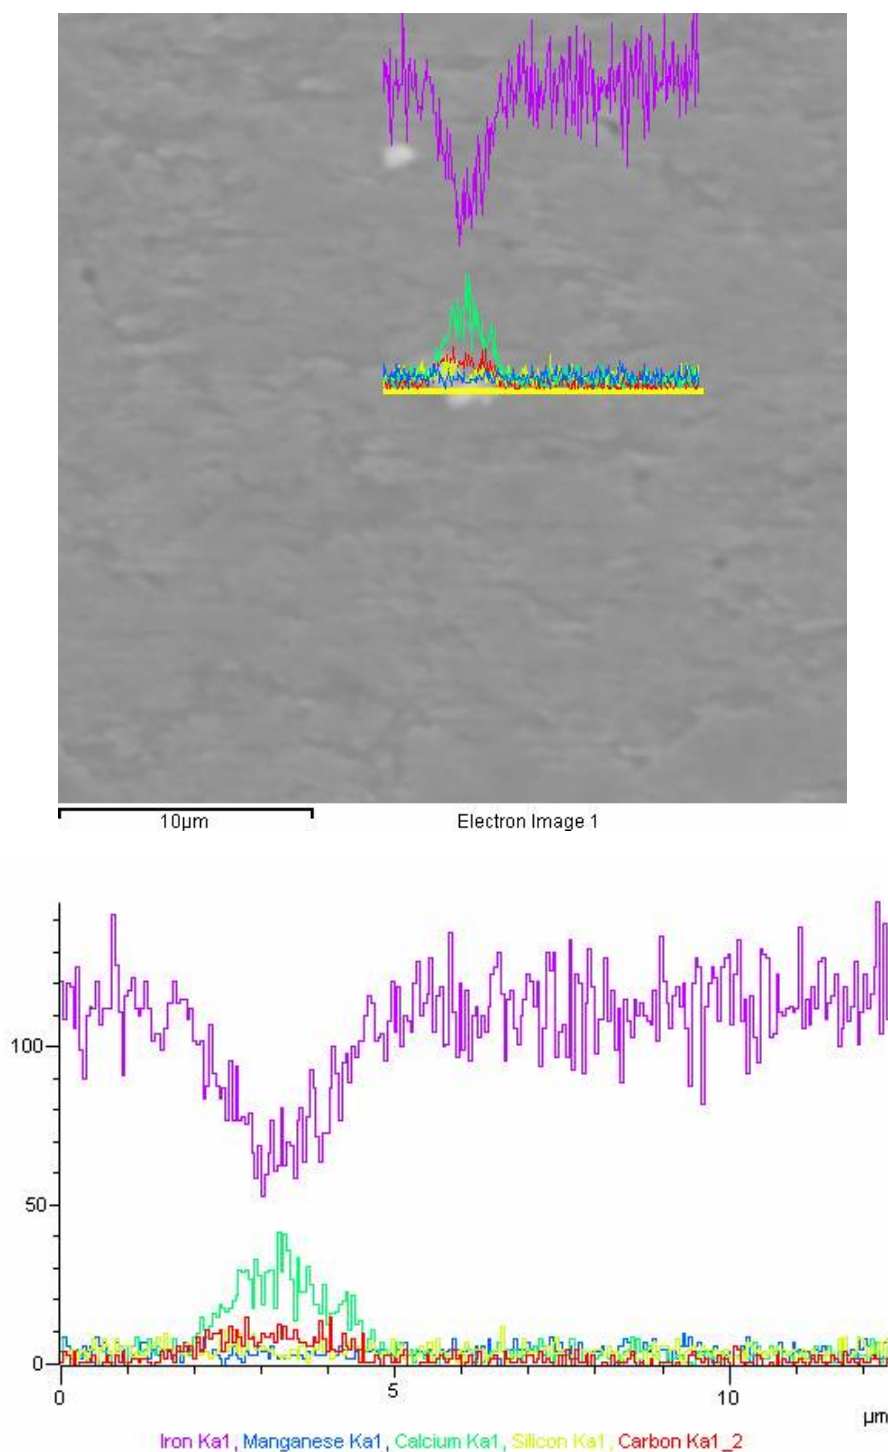 10µm
Electron Image 1
100
50
0
0
5
10
µm
Iron Ka1, Manganese Ka1, Calcium Ka1, Silicon Ka1, Carbon Ka1_2